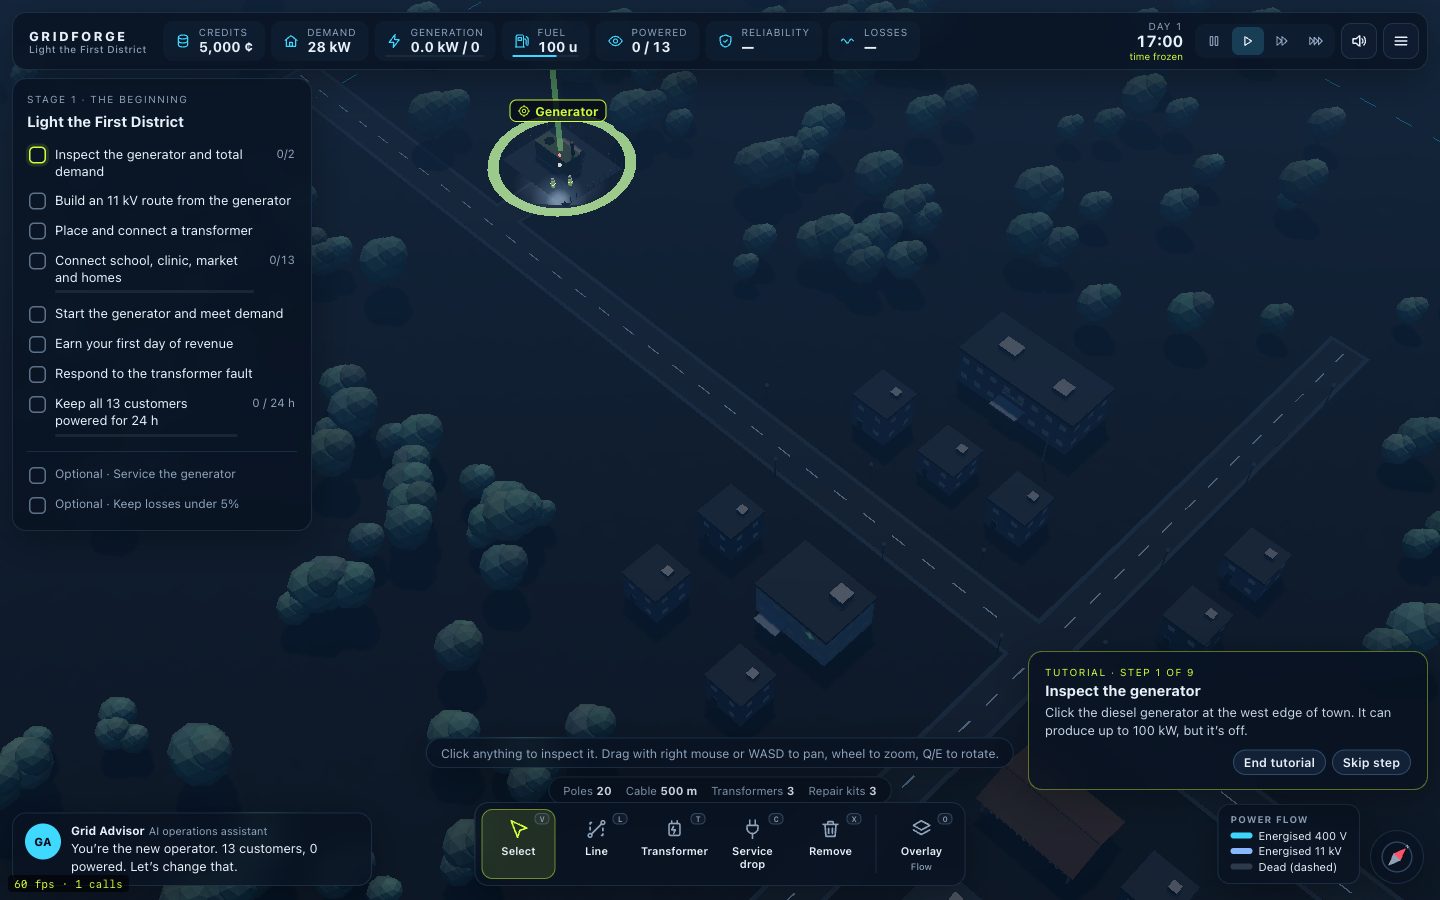 GRIDFORGE
Light the First District
CREDITS
5,000 ¢
DEMAND
28 kW
GENERATION
0.0 kW / 0
FUEL
100 u
POWERED
0 / 13
RELIABILITY
—
LOSSES
—
DAY 1
17:00
time frozen
STAGE 1 · THE BEGINNING
Light the First District
Inspect the generator and total
demand
0/2
Build an 11 kV route from the generator
Place and connect a transformer
Connect school, clinic, market
and homes
0/13
Start the generator and meet demand
Earn your first day of revenue
Respond to the transformer fault
Keep all 13 customers
powered for 24 h
0 / 24 h
Optional · Service the generator
Optional · Keep losses under 5%
Generator
TUTORIAL · STEP 1 OF 9
Inspect the generator
Click the diesel generator at the west edge of town. It can
produce up to 100 kW, but it's off.
End tutorial
Skip step
Click anything to inspect it. Drag with right mouse or WASD to pan, wheel to zoom, Q/E to rotate.
Poles 20 Cable 500 m Transformers 3 Repair kits 3
Select
V
Line
L
Transformer
T
Service
drop
C
Remove
X
Overlay
Flow
O
GA
Grid Advisor AI operations assistant
You're the new operator. 13 customers, 0
powered. Let's change that.
60 fps · 1 calls
POWER FLOW
Energised 400 V
Energised 11 kV
Dead (dashed)